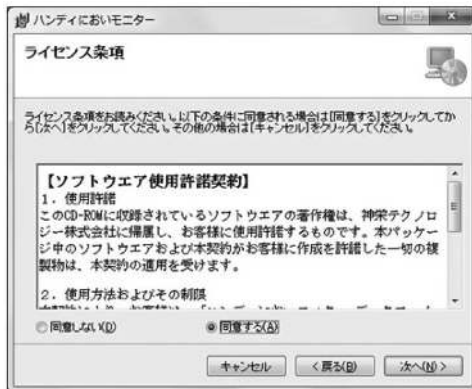 ハンディにおいモニター
ライセンス条項
ライセンス条項をお読みください。以下の条件に同意される場合は[同意する]をクリックしてか
ら[次へ]をクリックしてください。その他の場合は[キャンセル]をクリックしてください。
【ソフトウエア使用許諾契約】
1. 使用許諾
このCD-ROMに収録されているソフトウエアの著作権は、神栄テクノロ
ジー株式会社に帰属し、お客様に使用許諾するものです。本パッケー
ジ中のソフトウエアおよび本契約がお客様に作成を許諾した一切の複
製物は、本契約の適用を受けます。
2. 使用方法およびその制限
同意しない(D)
同意する(A)
キャンセル
< 戻る(B)
次へ(N) >